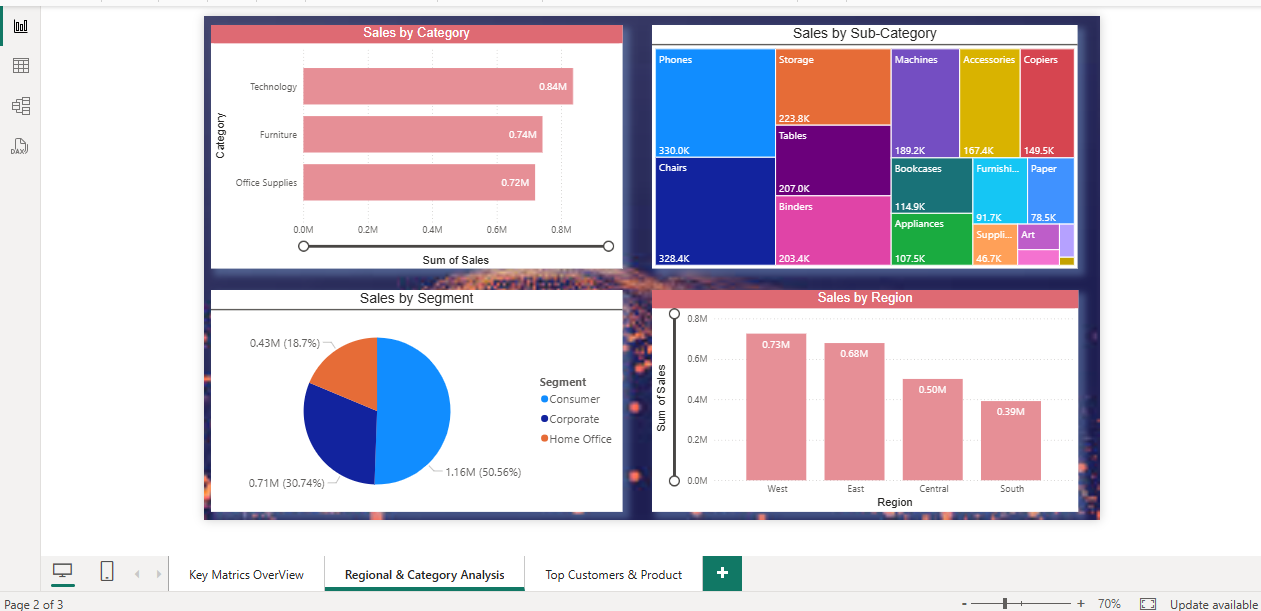 DAX
Sales by Category
Category
Technology
0.84M
Furniture
0.74M
Office Supplies
0.72M
0.0M 0.2M 0.4M 0.6M 0.8M
Sum of Sales
Sales by Sub-Category
Phones
330.0K
Chairs
328.4K
Storage
223.8K
Tables
207.0K
Binders
203.4K
Machines
189.2K
Accessories
167.4K
Copiers
149.5K
Bookcases
114.9K
Appliances
107.5K
Furnishi...
91.7K
Paper
78.5K
Suppli...
46.7K
Art
Sales by Segment
0.43M (18.7%)
0.71M (30.74%)
1.16M (50.56%)
Segment
Consumer
Corporate
Home Office
Sales by Region
Sum of Sales
0.8M
0.6M
0.4M
0.2M
0.0M
0.73M
0.68M
0.50M
0.39M
West East Central South
Region
Key Matrics OverView
Regional & Category Analysis
Top Customers & Product
+
Page 2 of 3
- + 70%
Update available